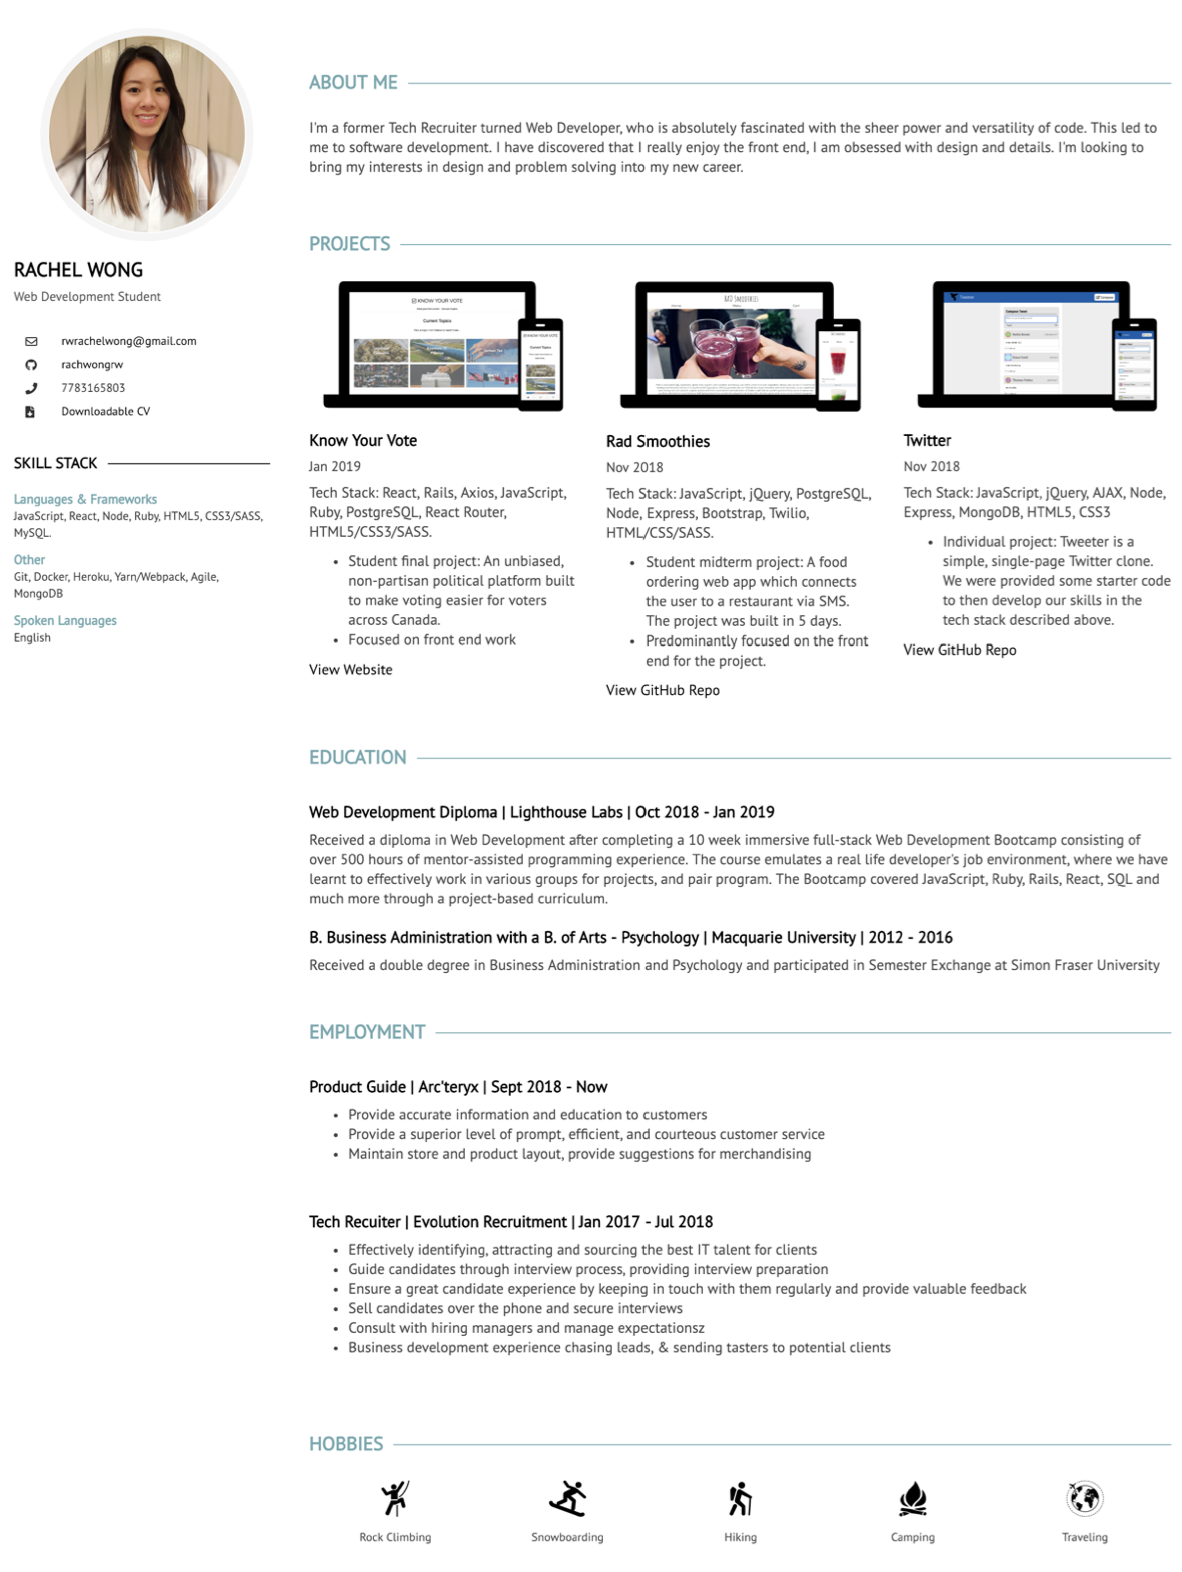 RACHEL WONG
Web Development Student
rwrachelwong@gmail.com
rachwongrw
7783165803
Downloadable CV
SKILL STACK
Languages & Frameworks
JavaScript, React, Node, Ruby, HTML5, CSS3/SASS,
MySQL.
Other
Git, Docker, Heroku, Yarn/Webpack, Agile,
MongoDB
Spoken Languages
English
ABOUT ME
I'm a former Tech Recruiter turned Web Developer, who is absolutely fascinated with the sheer power and versatility of code. This led to
me to software development. I have discovered that I really enjoy the front end, I am obsessed with design and details. I'm looking to
bring my interests in design and problem solving into my new career.
PROJECTS
KNOW YOUR VOTE
Current Topics
KNOW YOUR VOTE
Current Topics
Know Your Vote
Jan 2019
Tech Stack: React, Rails, Axios, JavaScript,
Ruby, PostgreSQL, React Router,
HTML5/CSS3/SASS.
• Student final project: An unbiased,
non-partisan political platform built
to make voting easier for voters
across Canada.
• Focused on front end work
View Website
RAD SMOOTHIES
Rad Smoothies
Nov 2018
Tech Stack: JavaScript, jQuery, PostgreSQL,
Node, Express, Bootstrap, Twilio,
HTML/CSS/SASS.
• Student midterm project: A food
ordering web app which connects
the user to a restaurant via SMS.
The project was built in 5 days.
• Predominantly focused on the front
end for the project.
View GitHub Repo
Tweeter
Compose
Compose Tweet
Twitter
Nov 2018
Tech Stack: JavaScript, jQuery, AJAX, Node,
Express, MongoDB, HTML5, CSS3
• Individual project: Tweeter is a
simple, single-page Twitter clone.
We were provided some starter code
to then develop our skills in the
tech stack described above.
View GitHub Repo
EDUCATION
Web Development Diploma | Lighthouse Labs | Oct 2018 - Jan 2019
Received a diploma in Web Development after completing a 10 week immersive full-stack Web Development Bootcamp consisting of
over 500 hours of mentor-assisted programming experience. The course emulates a real life developer's job environment, where we have
learnt to effectively work in various groups for projects, and pair program. The Bootcamp covered JavaScript, Ruby, Rails, React, SQL and
much more through a project-based curriculum.
B. Business Administration with a B. of Arts - Psychology | Macquarie University | 2012 - 2016
Received a double degree in Business Administration and Psychology and participated in Semester Exchange at Simon Fraser University
EMPLOYMENT
Product Guide | Arc'teryx | Sept 2018 - Now
• Provide accurate information and education to customers
• Provide a superior level of prompt, efficient, and courteous customer service
• Maintain store and product layout, provide suggestions for merchandising
Tech Recuiter | Evolution Recruitment | Jan 2017 - Jul 2018
• Effectively identifying, attracting and sourcing the best IT talent for clients
• Guide candidates through interview process, providing interview preparation
• Ensure a great candidate experience by keeping in touch with them regularly and provide valuable feedback
• Sell candidates over the phone and secure interviews
• Consult with hiring managers and manage expectationsz
• Business development experience chasing leads, & sending tasters to potential clients
HOBBIES
Rock Climbing
Snowboarding
Hiking
Camping
Traveling